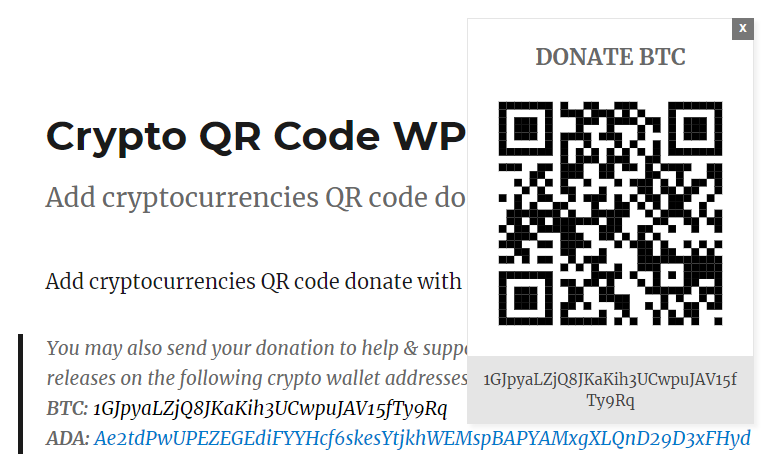 x
DONATE BTC
Crypto QR Code WP
Add cryptocurrencies QR code do
Add cryptocurrencies QR code donate with
You may also send your donation to help & supp
releases on the following crypto wallet addresses
BTC: 1GJpyaLZjQ8JKaKih3UCwpuJAV15fTy9Rq
ADA: Ae2tdPwUPEZEGEdiFYYHcf6skesYtjkhWEMspBAPYAMxgXLQnD29D3xFHyd
1GJpyaLZjQ8JKaKih3UCwpuJAV15f
Ty9Rq